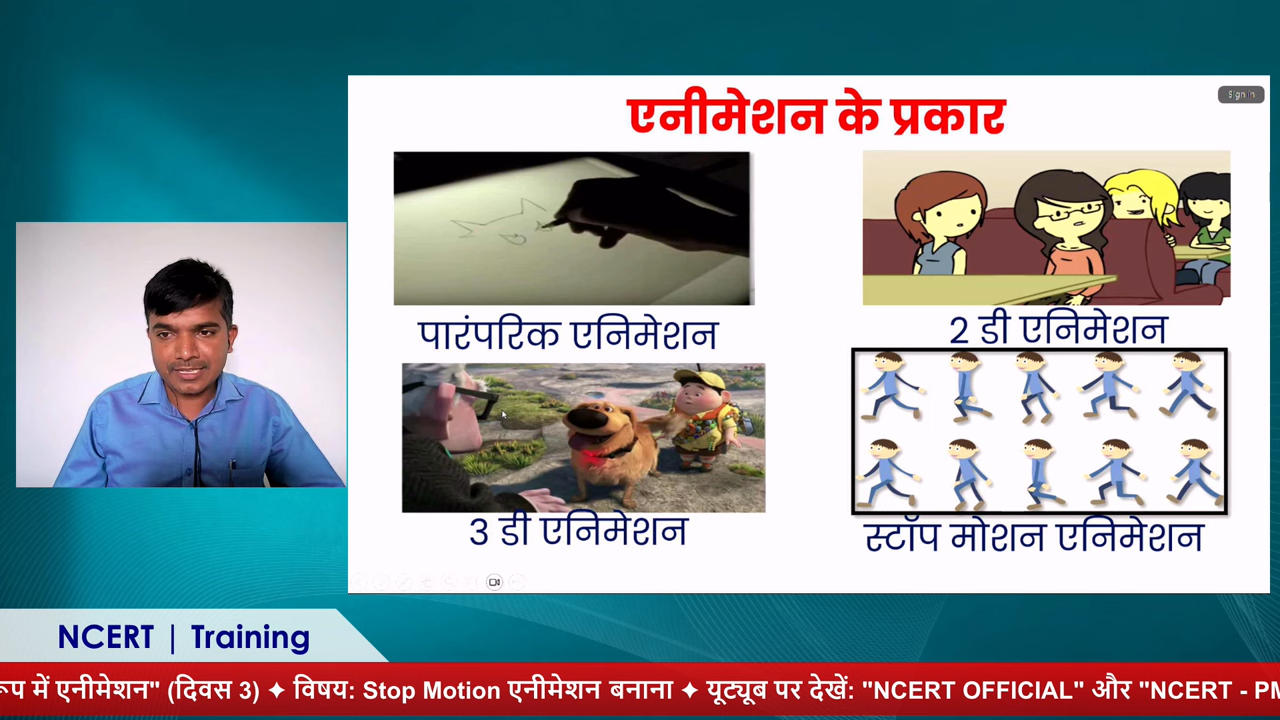 एनीमेशन के प्रकार
Sign in
पारंपरिक एनिमेशन
2 डी एनिमेशन
3 डी एनिमेशन
स्टॉप मोशन एनिमेशन
NCERT | Training
रूप में एनीमेशन" (दिवस 3) ✦ विषय: Stop Motion एनीमेशन बनाना ✦ यूट्यूब पर देखें: "NCERT OFFICIAL" और "NCERT - PM